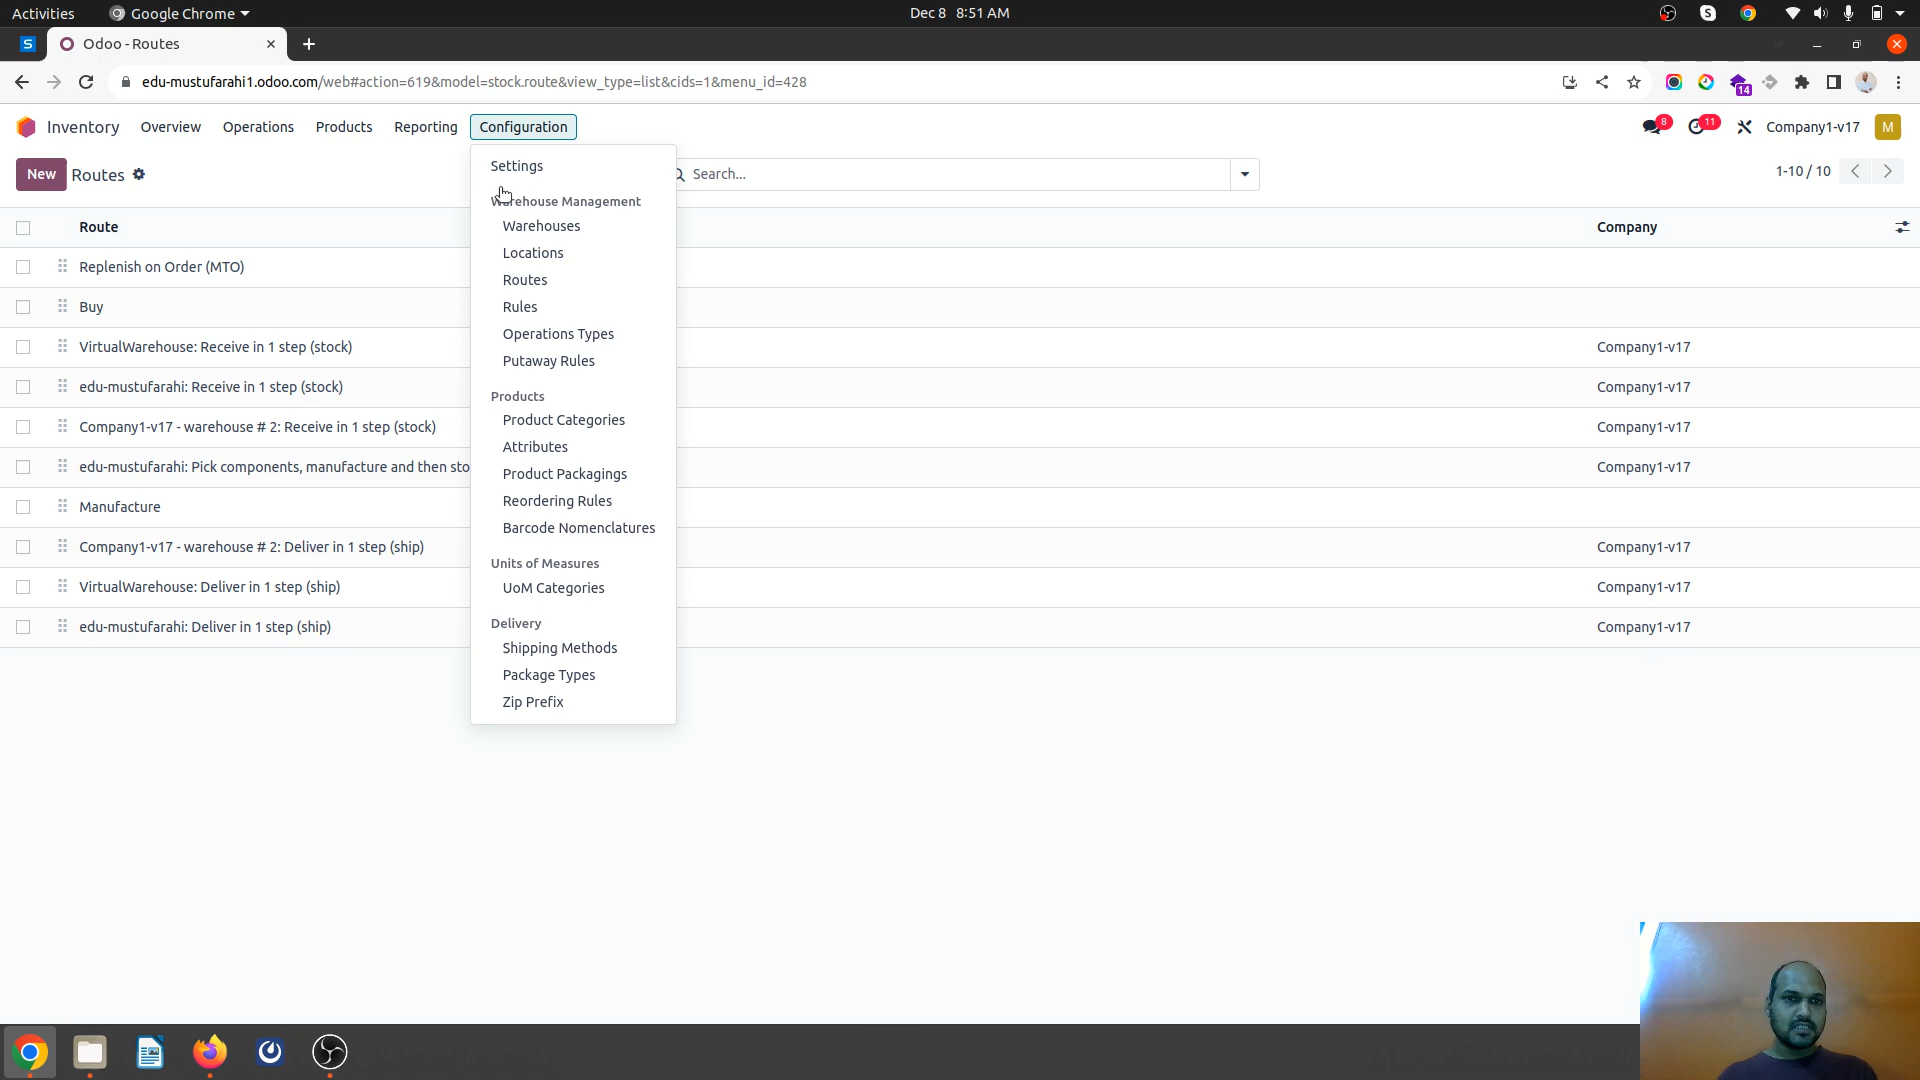 Activities
Google Chrome
Dec 8 8:51 AM
S
S
Odoo - Routes
edu-mustufarahi1.odoo.com/web#action=619&model=stock.route&view_type=list&cids=1&menu_id=428
14
Inventory
Overview
Operations
Products
Reporting
Configuration
8
11
Company1-v17
M
New
Routes
Search...
1-10 / 10
Route
Company
Replenish on Order (MTO)
Buy
VirtualWarehouse: Receive in 1 step (stock)
Company1-v17
edu-mustufarahi: Receive in 1 step (stock)
Company1-v17
Company1-v17 - warehouse # 2: Receive in 1 step (stock)
Company1-v17
edu-mustufarahi: Pick components, manufacture and then sto
Company1-v17
Manufacture
Company1-v17 - warehouse # 2: Deliver in 1 step (ship)
Company1-v17
VirtualWarehouse: Deliver in 1 step (ship)
Company1-v17
edu-mustufarahi: Deliver in 1 step (ship)
Company1-v17
Settings
Warehouse Management
Warehouses
Locations
Routes
Rules
Operations Types
Putaway Rules
Products
Product Categories
Attributes
Product Packagings
Reordering Rules
Barcode Nomenclatures
Units of Measures
UoM Categories
Delivery
Shipping Methods
Package Types
Zip Prefix